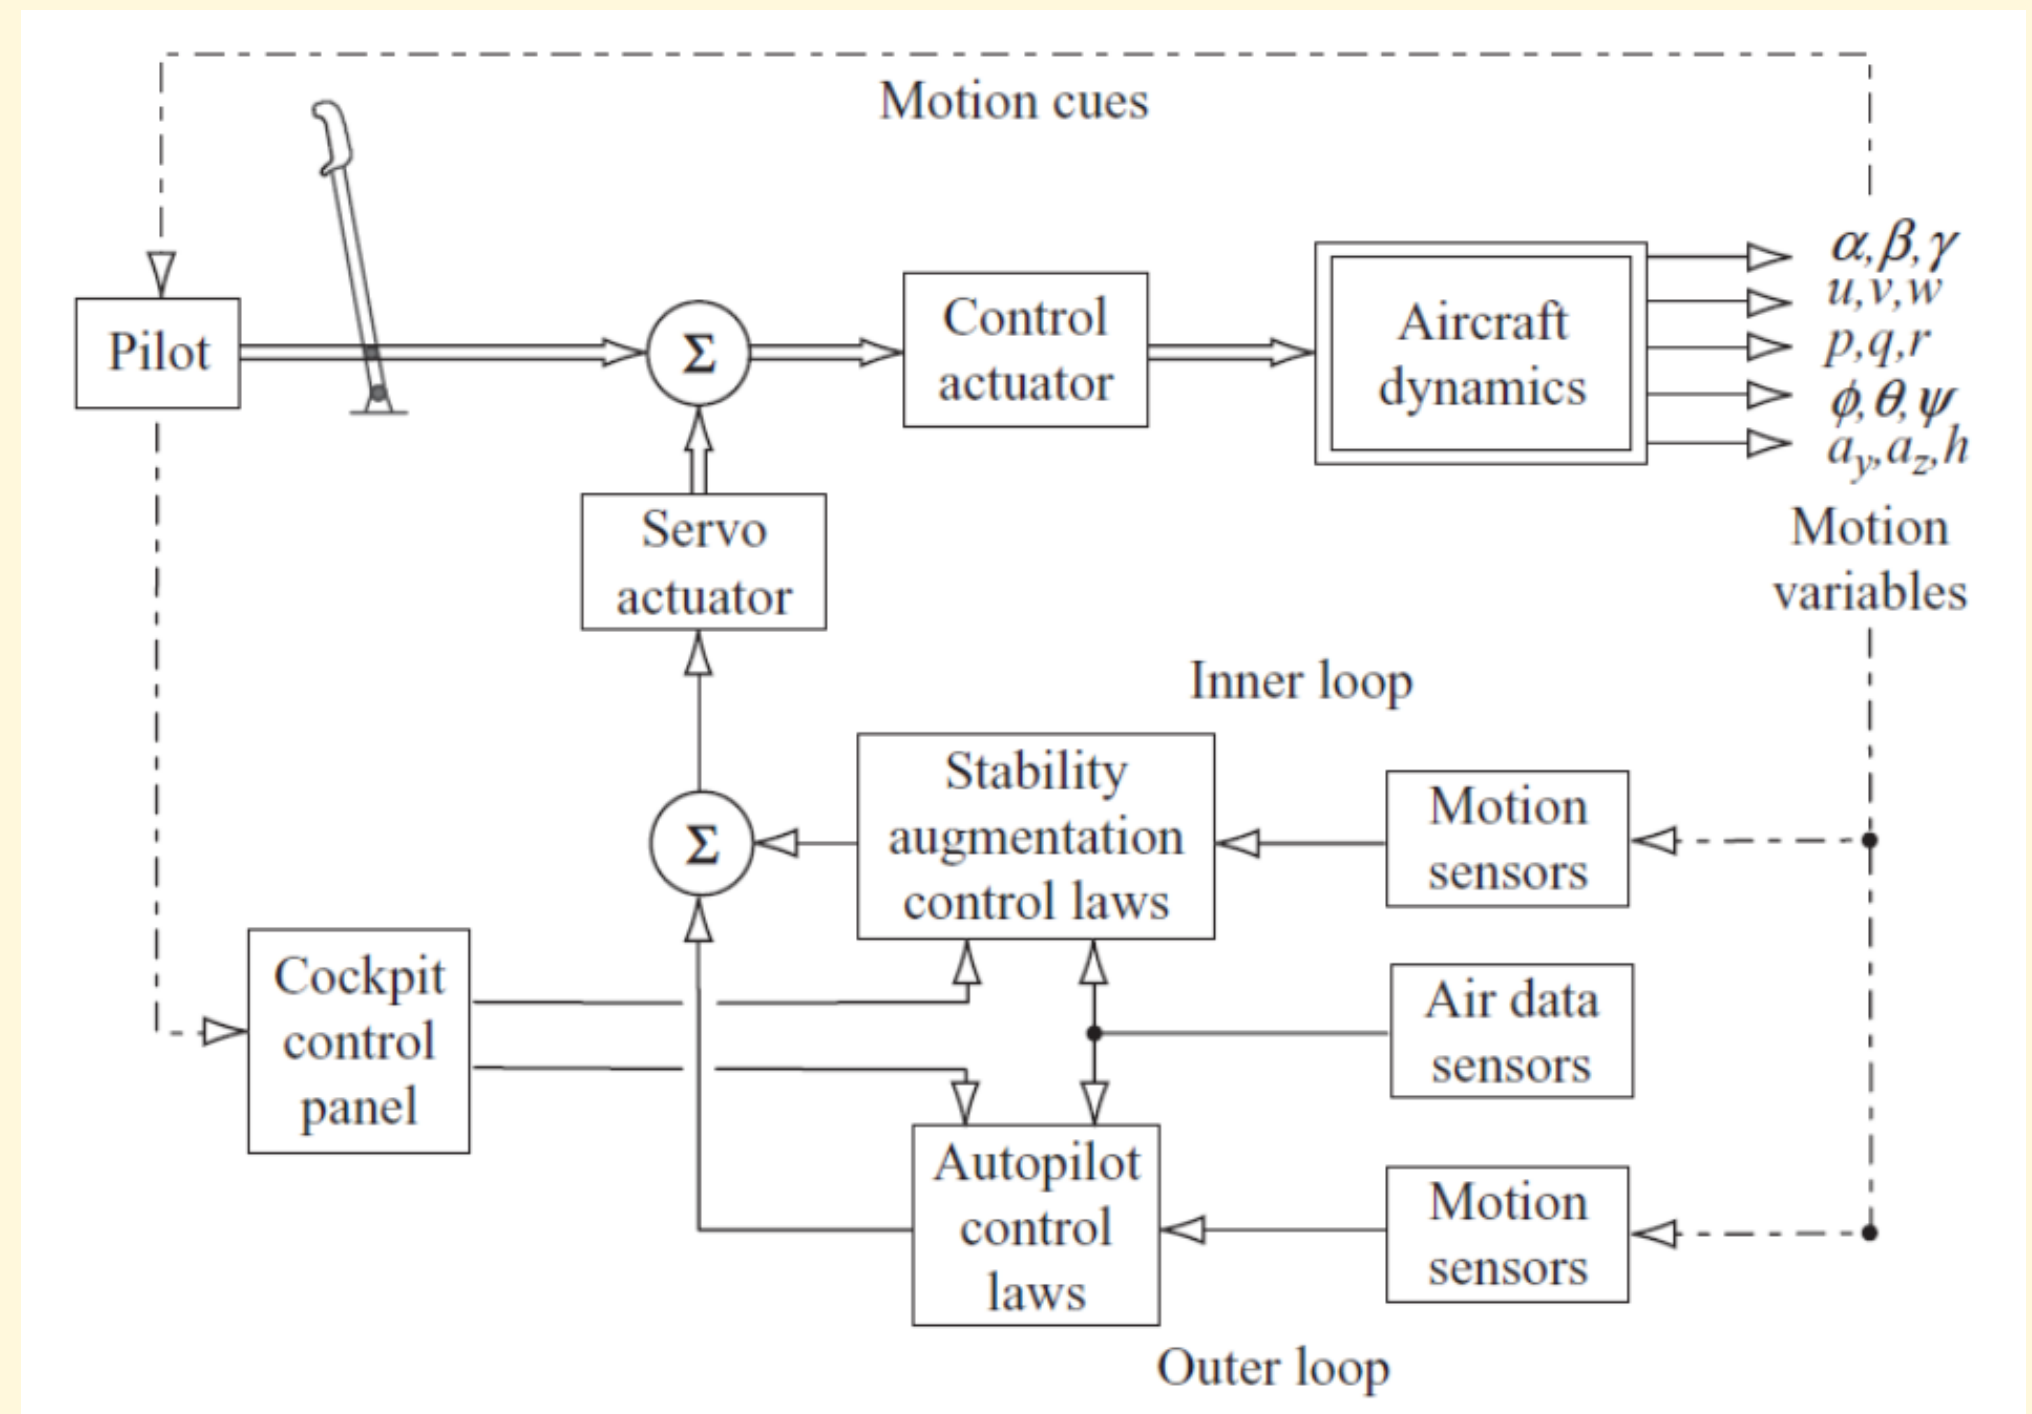 Motion cues
Pilot
Σ
Control
actuator
Aircraft
dynamics
α,β,γ
u,v,w
p,q,r
ϕ,θ,ψ
a_y,a_z,h
Motion
variables
Servo
actuator
Inner loop
Σ
Stability
augmentation
control laws
Motion
sensors
Cockpit
control
panel
Air data
sensors
Autopilot
control
laws
Motion
sensors
Outer loop